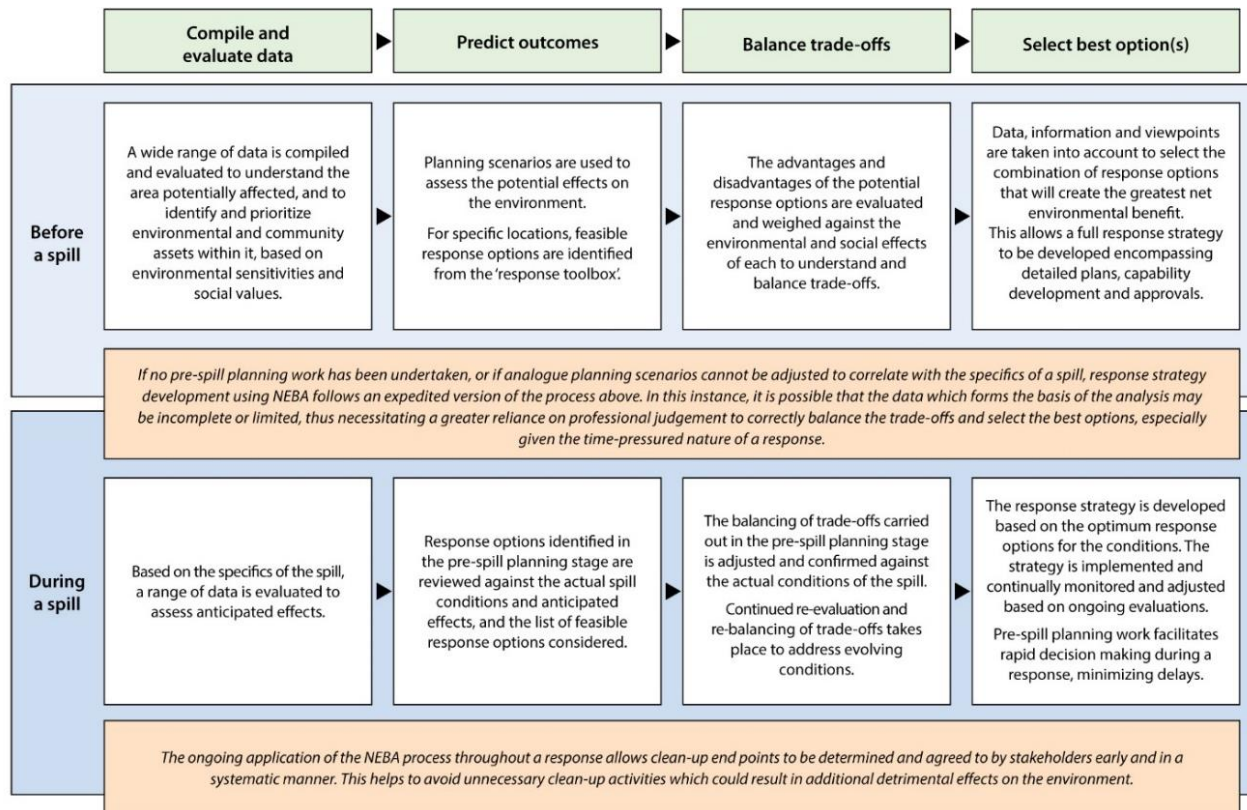 Compile and
evaluate data
Predict outcomes
Balance trade-offs
Select best option(s)
Before
a spill
A wide range of data is compiled
and evaluated to understand the
area potentially affected, and to
identify and prioritize
environmental and community
assets within it, based on
environmental sensitivities and
social values.
Planning scenarios are used to
assess the potential effects on
the environment.
For specific locations, feasible
response options are identified
from the ‘response toolbox’.
The advantages and
disadvantages of the potential
response options are evaluated
and weighed against the
environmental and social effects
of each to understand and
balance trade-offs.
Data, information and viewpoints
are taken into account to select the
combination of response options
that will create the greatest net
environmental benefit.
This allows a full response strategy
to be developed encompassing
detailed plans, capability
development and approvals.
If no pre-spill planning work has been undertaken, or if analogue planning scenarios cannot be adjusted to correlate with the specifics of a spill, response strategy
development using NEBA follows an expedited version of the process above. In this instance, it is possible that the data which forms the basis of the analysis may
be incomplete or limited, thus necessitating a greater reliance on professional judgement to correctly balance the trade-offs and select the best options, especially
given the time-pressured nature of a response.
During
a spill
Based on the specifics of the spill,
a range of data is evaluated to
assess anticipated effects.
Response options identified in
the pre-spill planning stage are
reviewed against the actual spill
conditions and anticipated
effects, and the list of feasible
response options considered.
The balancing of trade-offs carried
out in the pre-spill planning stage
is adjusted and confirmed against
the actual conditions of the spill.
Continued re-evaluation and
re-balancing of trade-offs takes
place to address evolving
conditions.
The response strategy is developed
based on the optimum response
options for the conditions. The
strategy is implemented and
continually monitored and adjusted
based on ongoing evaluations.
Pre-spill planning work facilitates
rapid decision making during a
response, minimizing delays.
The ongoing application of the NEBA process throughout a response allows clean-up end points to be determined and agreed to by stakeholders early and in a
systematic manner. This helps to avoid unnecessary clean-up activities which could result in additional detrimental effects on the environment.